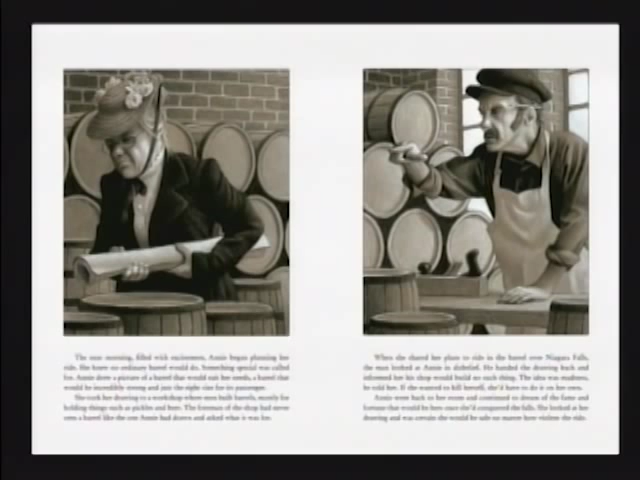 The next morning, filled with excitement, Annie began planning her
ride. She knew no ordinary barrel would do. Something special was called
for. Annie drew a picture of a barrel that would suit her needs, a barrel that
would be incredibly strong and just the right size for its passenger.
She took her drawing to a workshop where men built barrels, mostly for
holding things such as pickles and beer. The foreman of the shop had never
seen a barrel like the one Annie had drawn and asked what it was for.
When she shared her plans to ride in the barrel over Niagara Falls,
the man looked at Annie in disbelief. He handed the drawing back and
informed her his shop would build no such thing. The idea was madness,
he told her. If she wanted to kill herself, she'd have to do it on her own.
Annie went back to her room and continued to dream of the fame and
fortune that would be hers once she'd conquered the falls. She looked at her
drawing and was certain she would be safe no matter how violent the ride.